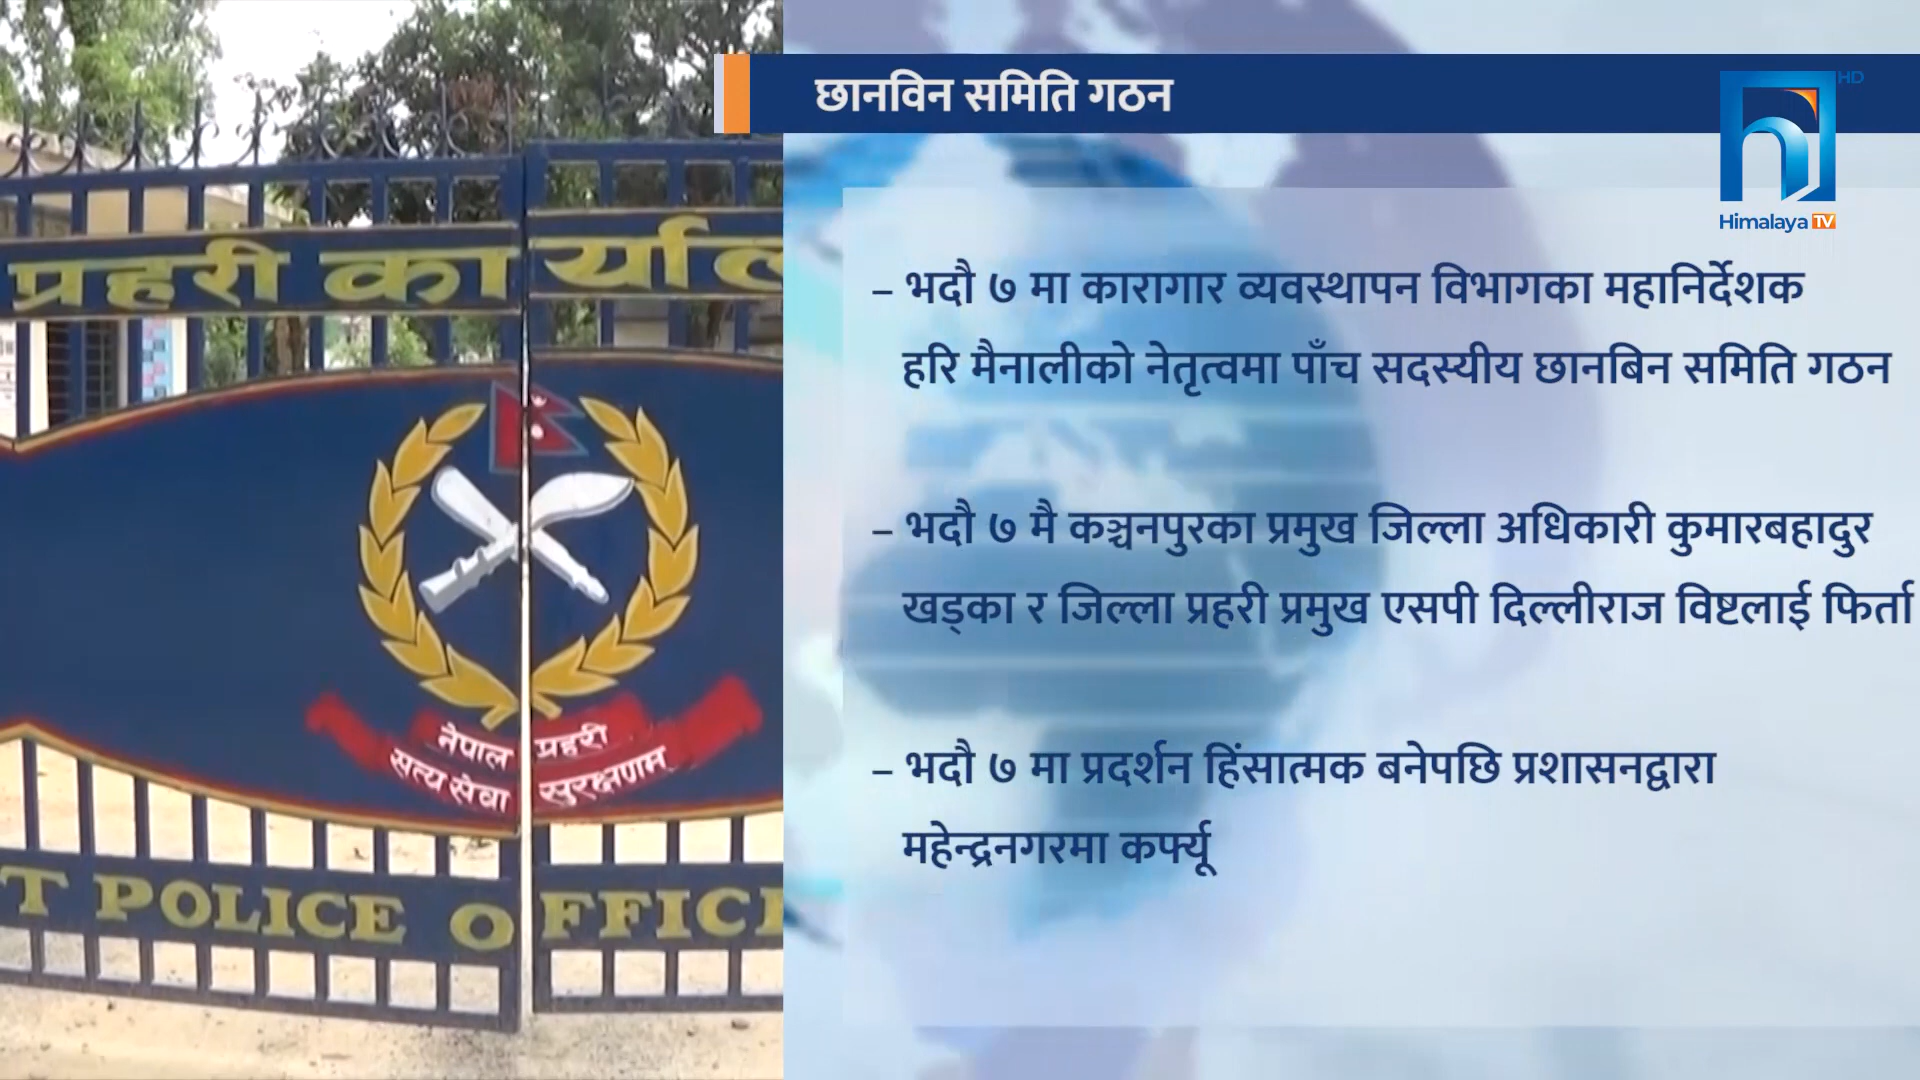 छानविन समिति गठन
HD
Himalaya TV
– भदौ ७ मा कारागार व्यवस्थापन विभागका महानिर्देशक
हरि मैनालीको नेतृत्वमा पाँच सदस्यीय छानबिन समिति गठन
– भदौ ७ मै कञ्चनपुरका प्रमुख जिल्ला अधिकारी कुमारबहादुर
खड्का र जिल्ला प्रहरी प्रमुख एसपी दिल्लीराज विष्टलाई फिर्ता
– भदौ ७ मा प्रदर्शन हिंसात्मक बनेपछि प्रशासनद्वारा
महेन्द्रनगरमा कर्फ्यू
प्रहरी कार्याल
नेपाल प्रहरी
सत्य सेवा सुरक्षणम
T POLICE OFFIC